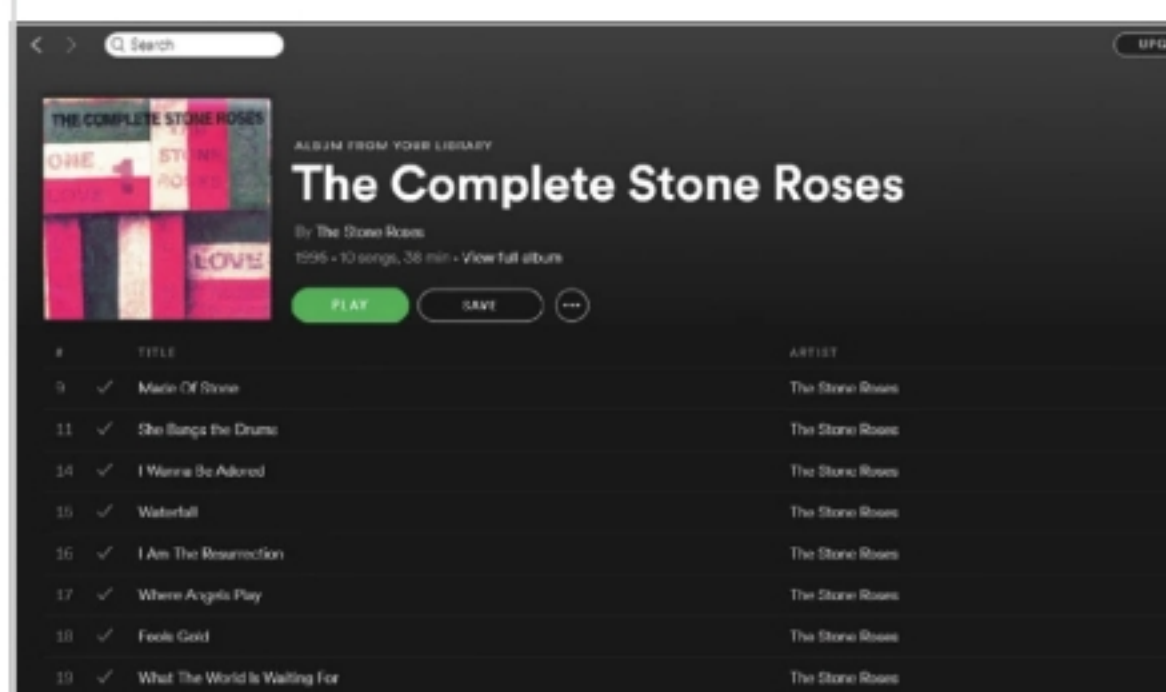 Search
UPG
THE COMPLETE STONE ROSES
ONE 1 STONE
LOVE ROSES
LOVE
ALBUM FROM YOUR LIBRARY
The Complete Stone Roses
By The Stone Roses
1995 • 10 songs, 38 min • View full album
PLAY SAVE
# TITLE ARTIST
9 Made Of Stone The Stone Roses
11 She Bangs the Drums The Stone Roses
14 I Wanna Be Adored The Stone Roses
15 Waterfall The Stone Roses
16 I Am The Resurrection The Stone Roses
17 Where Angels Play The Stone Roses
18 Fools Gold The Stone Roses
19 What The World Is Waiting For The Stone Roses